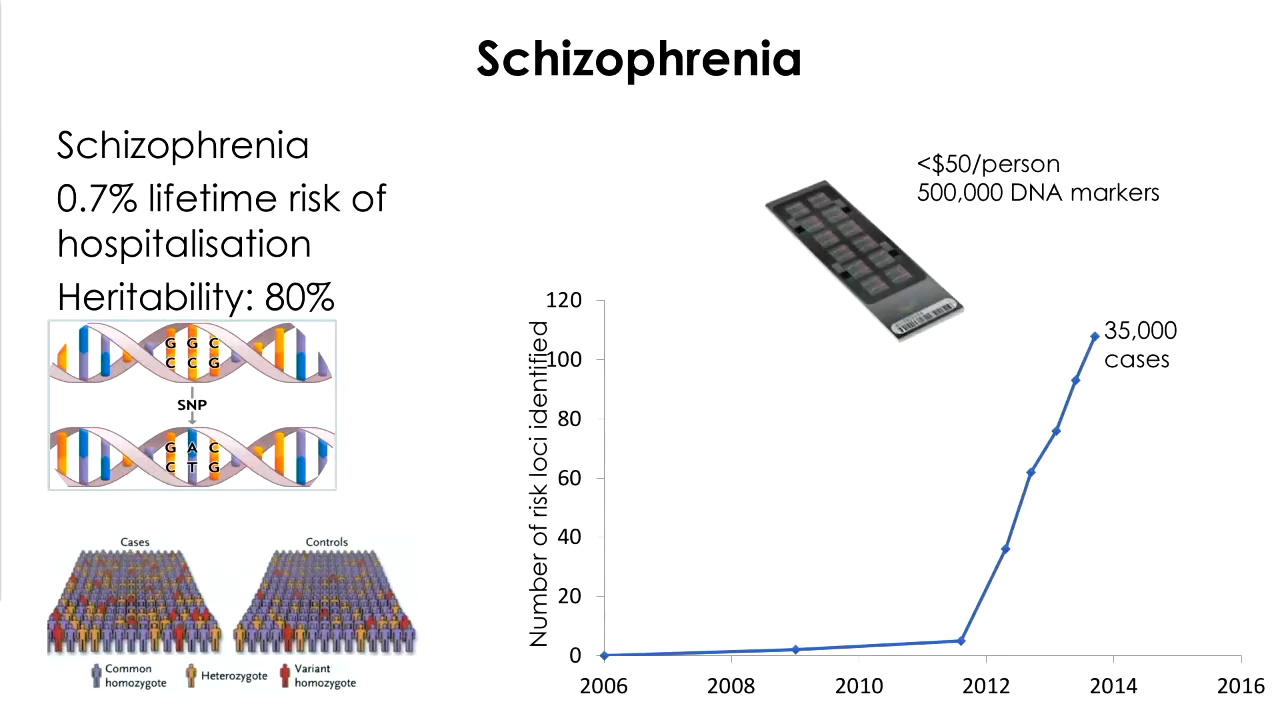 Schizophrenia
Schizophrenia
0.7% lifetime risk of
hospitalisation
Heritability: 80%
G G C
C C G
SNP
G A C
C T G
Cases
Controls
Common
homozygote
Heterozygote
Variant
homozygote
<$50/person
500,000 DNA markers
Number of risk loci identified
120
100
80
60
40
20
0
2006
2008
2010
2012
2014
2016
35,000
cases